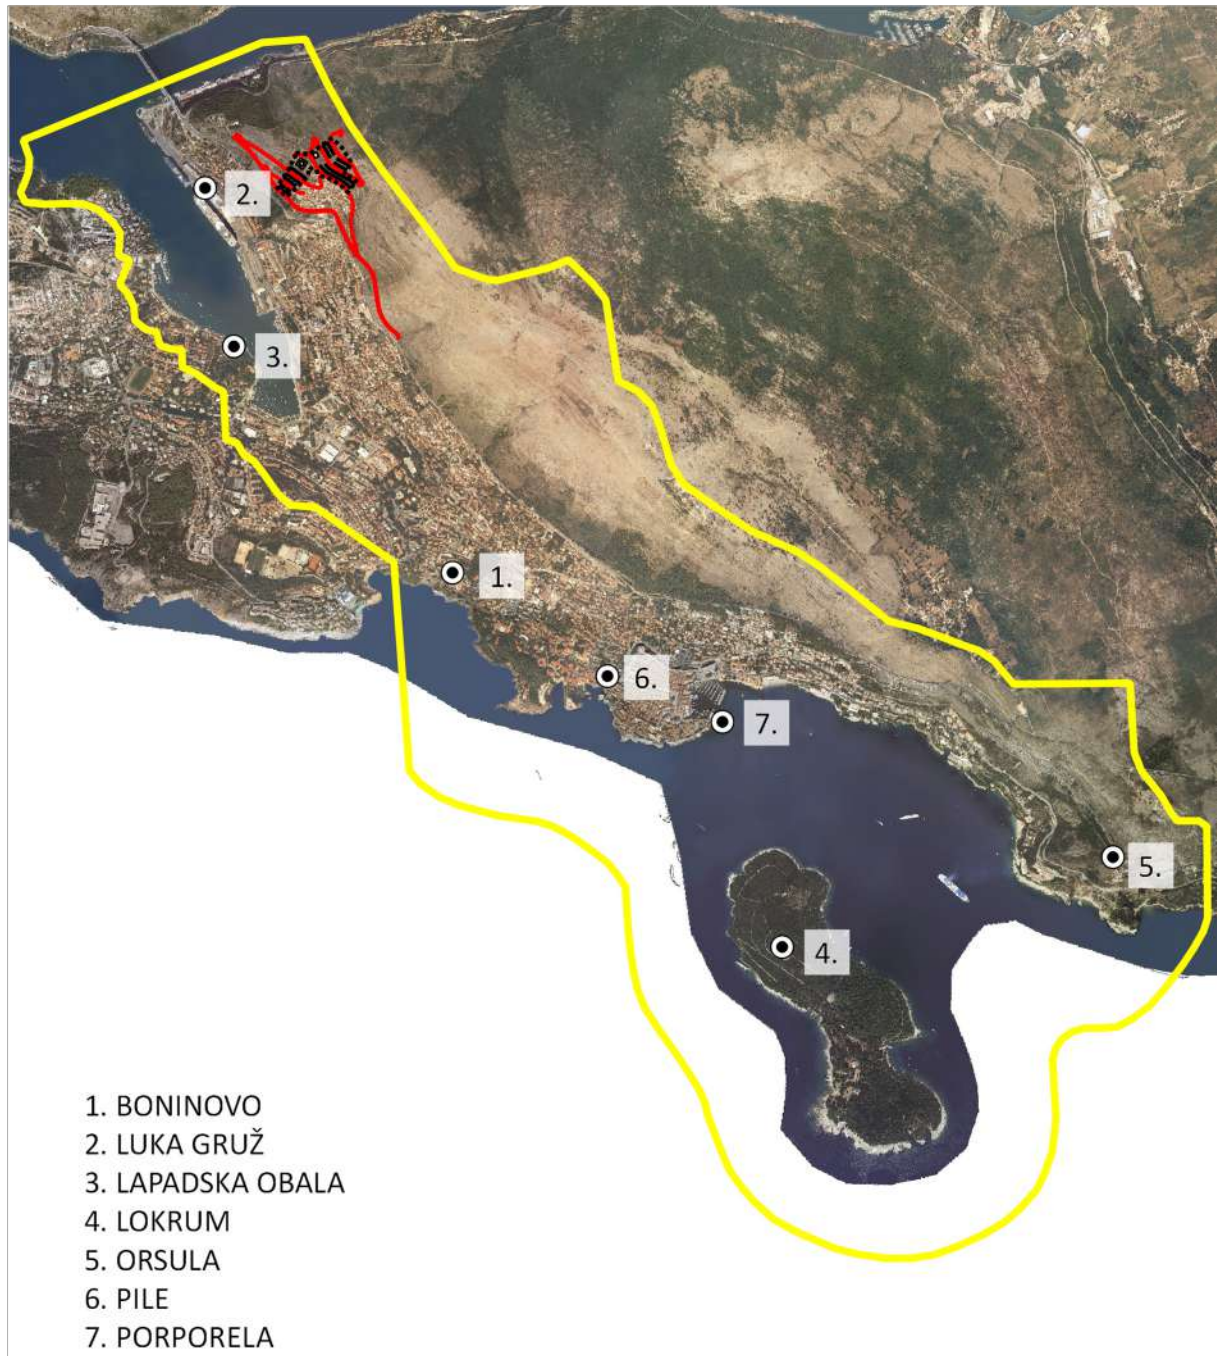 2.
3.
1.
6.
7.
5.
4.
1. BONINOVO
2. LUKA GRUŽ
3. LAPADSKA OBALA
4. LOKRUM
5. ORSULA
6. PILE
7. PORPORELA